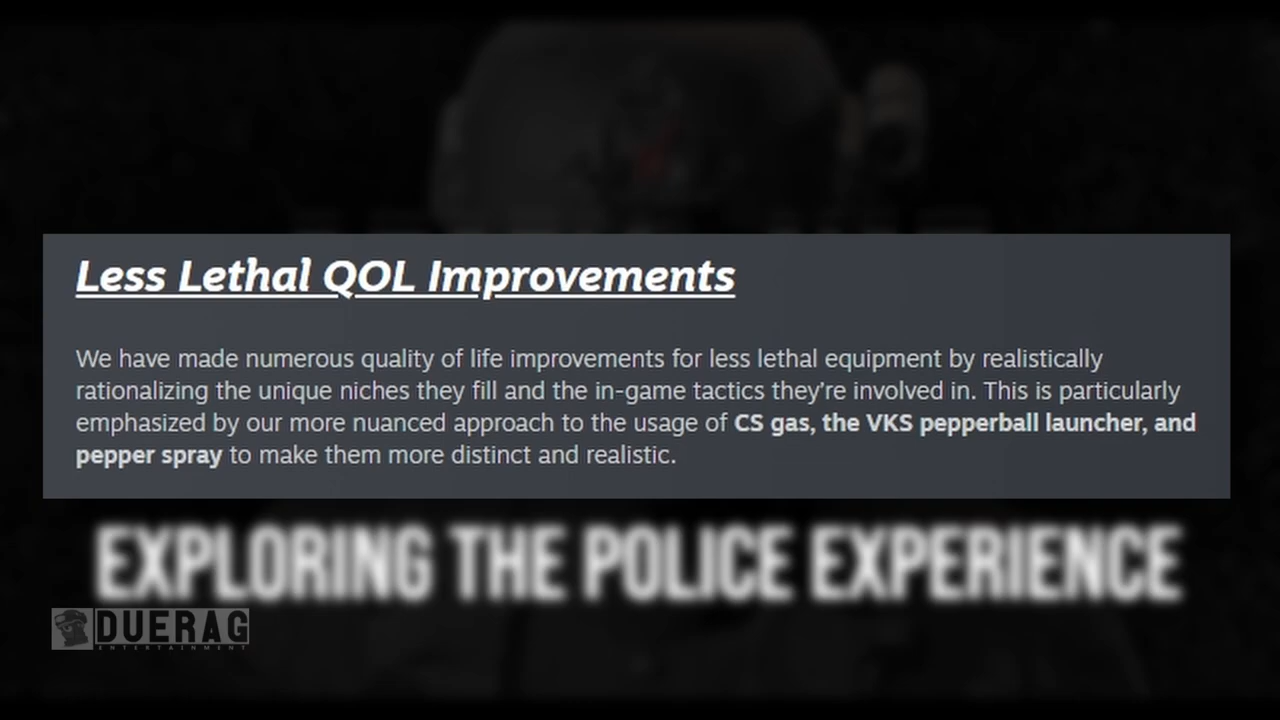 Less Lethal QOL Improvements
We have made numerous quality of life improvements for less lethal equipment by realistically
rationalizing the unique niches they fill and the in-game tactics they're involved in. This is particularly
emphasized by our more nuanced approach to the usage of CS gas, the VKS pepperball launcher, and
pepper spray to make them more distinct and realistic.
EXPLORING THE POLICE EXPERIENCE
DUERAG
ENTERTAINMENT